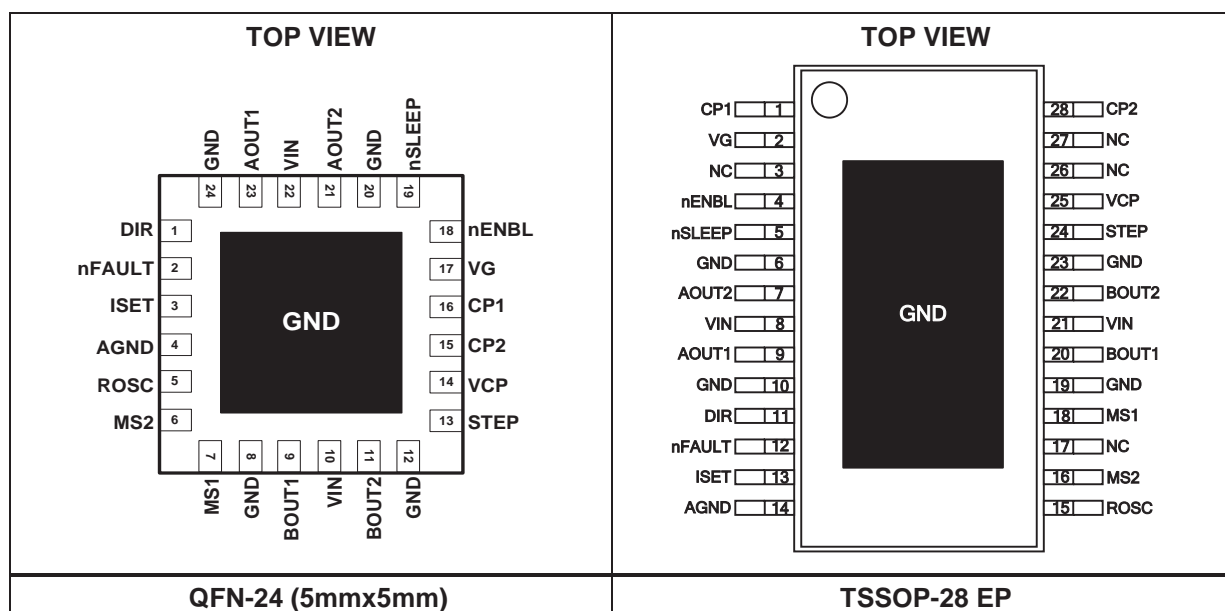 TOP VIEW
GND
AOUT1
VIN
AOUT2
GND
nSLEEP
24
23
22
21
20
19
DIR 1
nFAULT 2
ISET 3
AGND 4
ROSC 5
MS2 6
GND
18 nENBL
17 VG
16 CP1
15 CP2
14 VCP
13 STEP
7
8
9
10
11
12
MS1
GND
BOUT1
VIN
BOUT2
GND
QFN-24 (5mmx5mm)
TOP VIEW
CP1 1
VG 2
NC 3
nENBL 4
nSLEEP 5
GND 6
AOUT2 7
VIN 8
AOUT1 9
GND 10
DIR 11
nFAULT 12
ISET 13
AGND 14
GND
28 CP2
27 NC
26 NC
25 VCP
24 STEP
23 GND
22 BOUT2
21 VIN
20 BOUT1
19 GND
18 MS1
17 NC
16 MS2
15 ROSC
TSSOP-28 EP